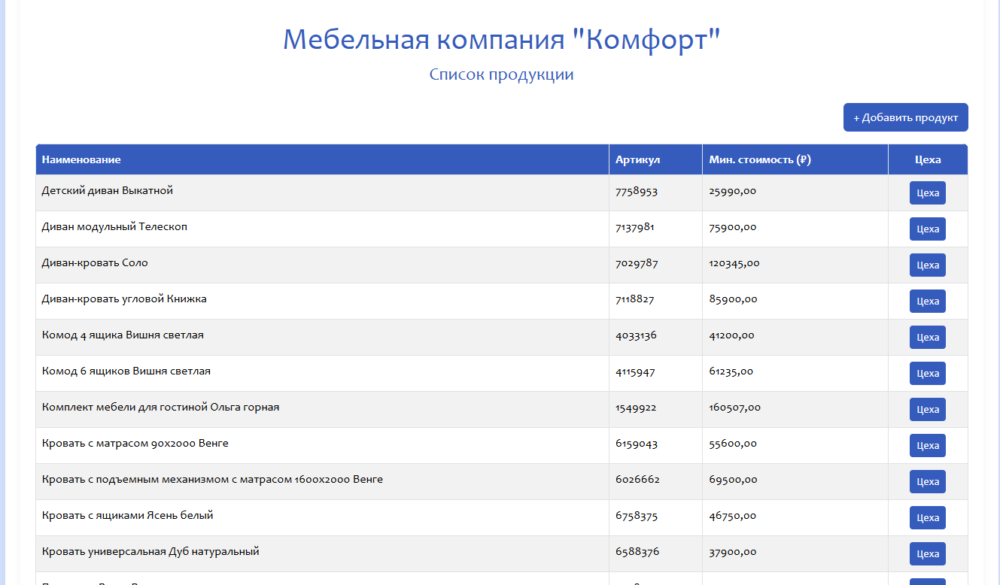 Мебельная компания "Комфорт"
Список продукции
+ Добавить продукт
Наименование Артикул Мин. стоимость (₽) Цеха
Детский диван Выкатной 7758953 25990,00 Цеха
Диван модульный Телескоп 7137981 75900,00 Цеха
Диван-кровать Соло 7029787 120345,00 Цеха
Диван-кровать угловой Книжка 7118827 85900,00 Цеха
Комод 4 ящика Вишня светлая 4033136 41200,00 Цеха
Комод 6 ящиков Вишня светлая 4115947 61235,00 Цеха
Комплект мебели для гостиной Ольга горная 1549922 160507,00 Цеха
Кровать с матрасом 90х2000 Венге 6159043 55600,00 Цеха
Кровать с подъемным механизмом с матрасом 1600х2000 Венге 6026662 69500,00 Цеха
Кровать с ящиками Ясень белый 6758375 46750,00 Цеха
Кровать универсальная Дуб натуральный 6588376 37900,00 Цеха